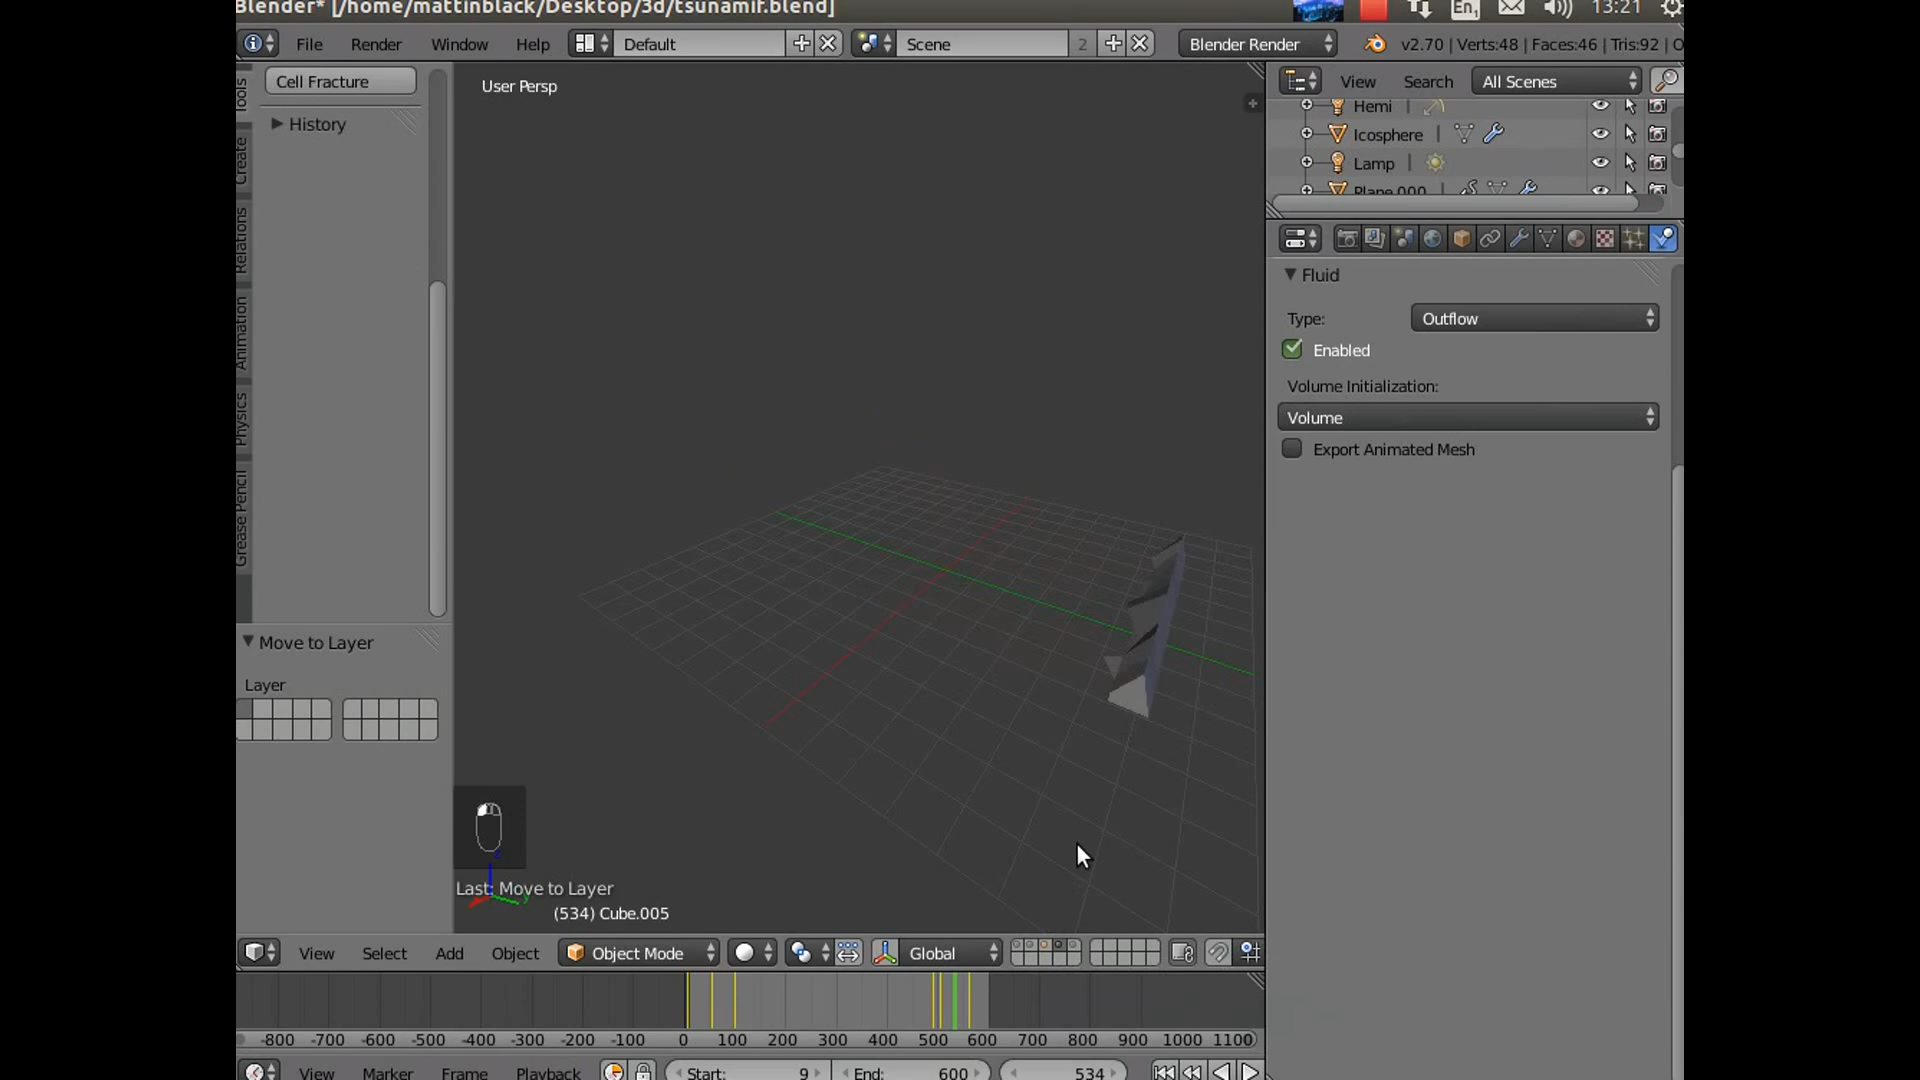 Blender* [/home/mattinblack/Desktop/3d/tsunamif.blend]
En1
13:21
File Render Window Help Default Scene 2 Blender Render v2.70 | Verts:48 | Faces:46 | Tris:92 | O
Cell Fracture
History
Tools
Create
Relations
Animation
Physics
Grease Pencil
Move to Layer
Layer
User Persp
Last: Move to Layer
(534) Cube.005
View Select Add Object Object Mode Global
-800 -700 -600 -500 -400 -300 -200 -100 0 100 200 300 400 500 600 700 800 900 1000 1100
View Marker Frame Playback Start: 9 End: 600 534
View Search All Scenes
Hemi
Icosphere
Lamp
Plane.000
Fluid
Type: Outflow
Enabled
Volume Initialization:
Volume
Export Animated Mesh